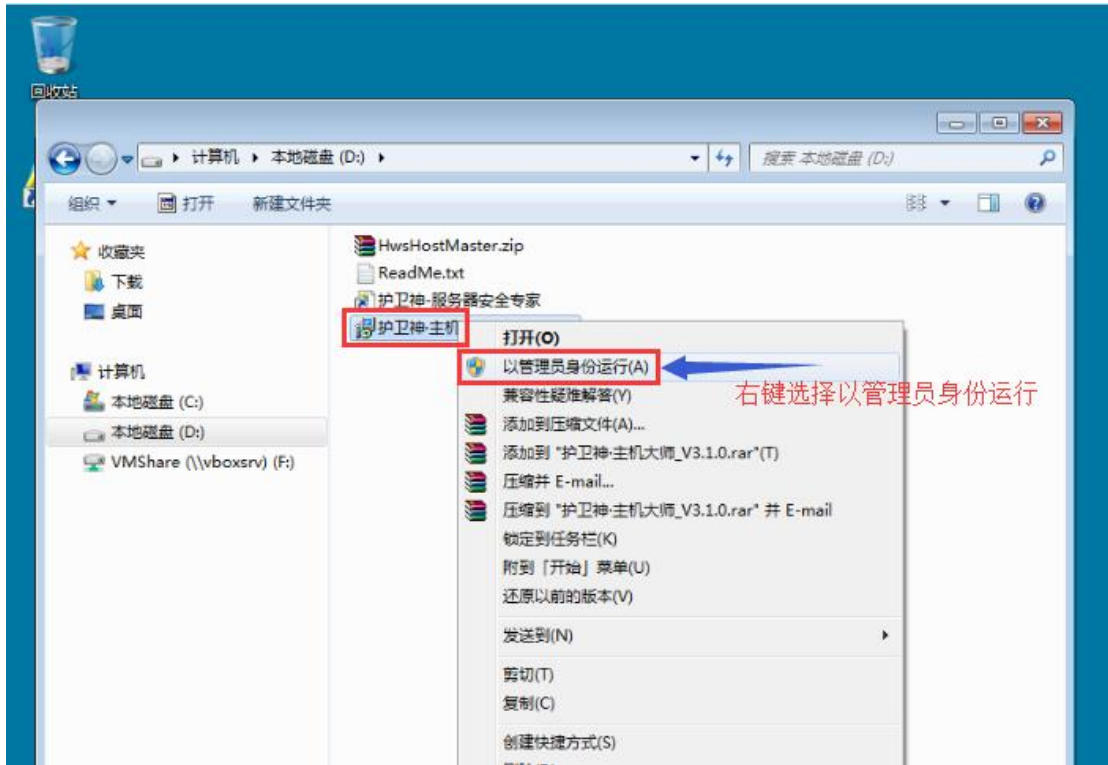 回收站
计算机 本地磁盘 (D:)
搜索 本地磁盘 (D:)
组织 打开 新建文件夹
收藏夹
下载
桌面
计算机
本地磁盘 (C:)
本地磁盘 (D:)
VMShare (\\vboxsrv) (F:)
HwsHostMaster.zip
ReadMe.txt
护卫神-服务器安全专家
护卫神·主机
打开(O)
以管理员身份运行(A)
右键选择以管理员身份运行
兼容性疑难解答(Y)
添加到压缩文件(A)...
添加到 "护卫神·主机大师_V3.1.0.rar"(T)
压缩并 E-mail...
压缩到 "护卫神·主机大师_V3.1.0.rar" 并 E-mail
锁定到任务栏(K)
附到「开始」菜单(U)
还原以前的版本(V)
发送到(N)
剪切(T)
复制(C)
创建快捷方式(S)